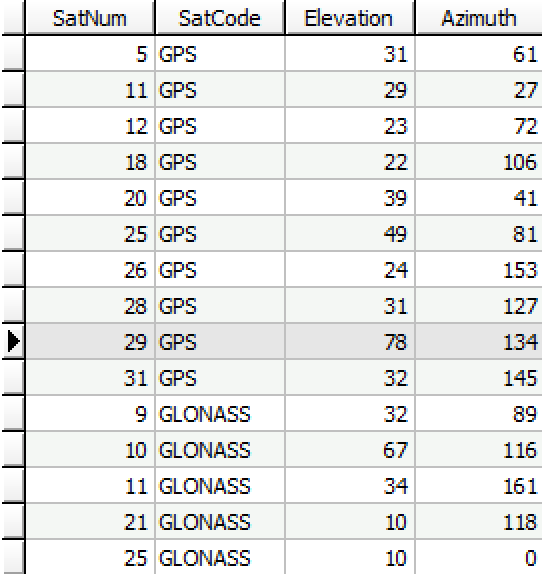 SatNum SatCode Elevation Azimuth
5 GPS 31 61
11 GPS 29 27
12 GPS 23 72
18 GPS 22 106
20 GPS 39 41
25 GPS 49 81
26 GPS 24 153
28 GPS 31 127
29 GPS 78 134
31 GPS 32 145
9 GLONASS 32 89
10 GLONASS 67 116
11 GLONASS 34 161
21 GLONASS 10 118
25 GLONASS 10 0